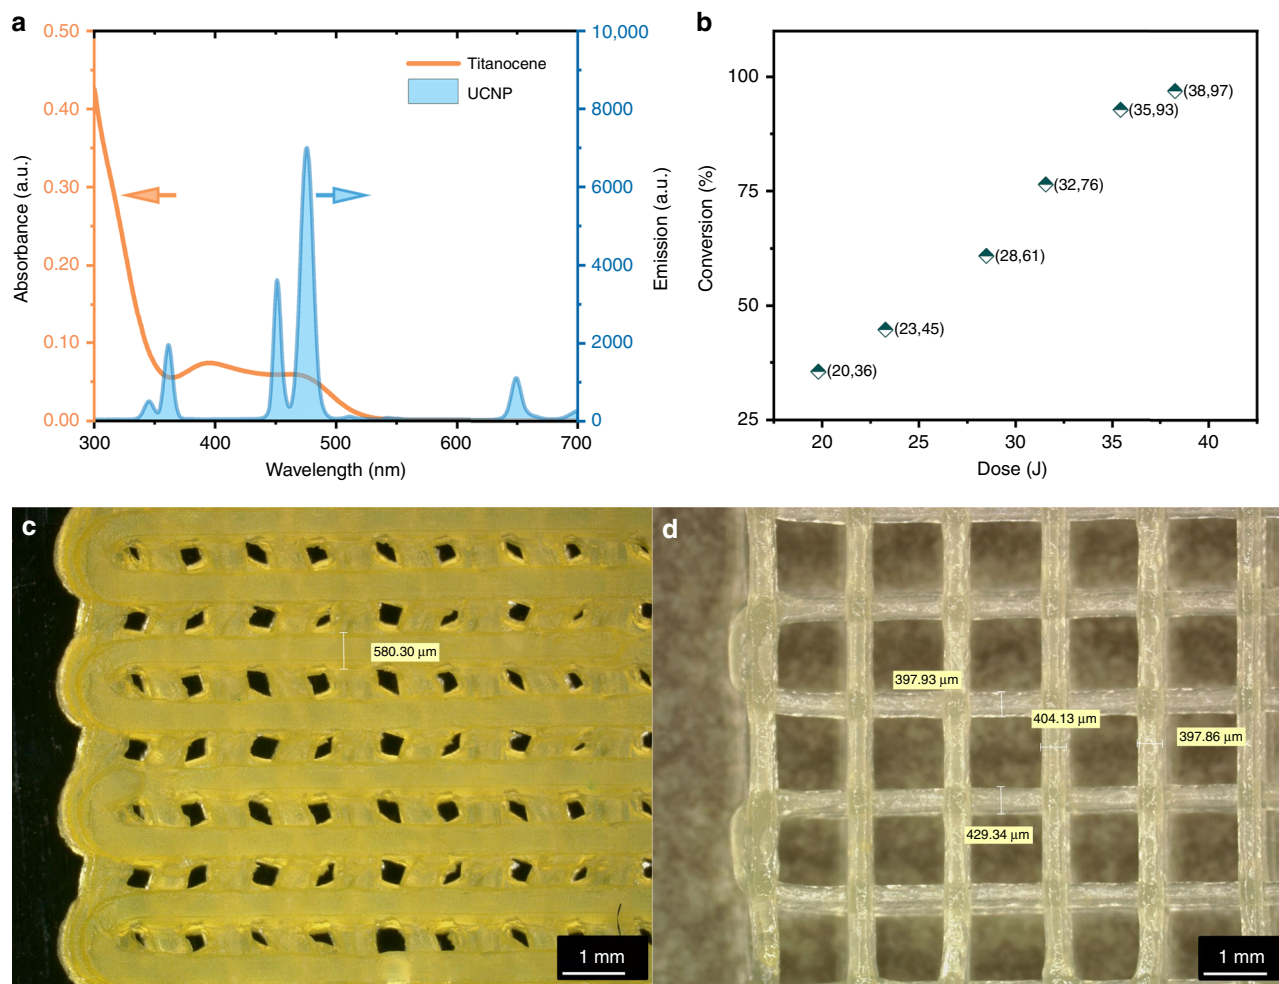 a
0.50
0.40
0.30
0.20
0.10
0.00
Absorbance (a.u.)
10,000
8000
6000
4000
2000
0
Emission (a.u.)
Titanocene
UCNP
300
400
500
600
700
Wavelength (nm)
b
100
75
50
25
Conversion (%)
(38,97)
(35,93)
(32,76)
(28,61)
(23,45)
(20,36)
20
25
30
35
40
Dose (J)
c
580.30 µm
1 mm
d
397.93 µm
404.13 µm
397.86 µm
429.34 µm
1 mm